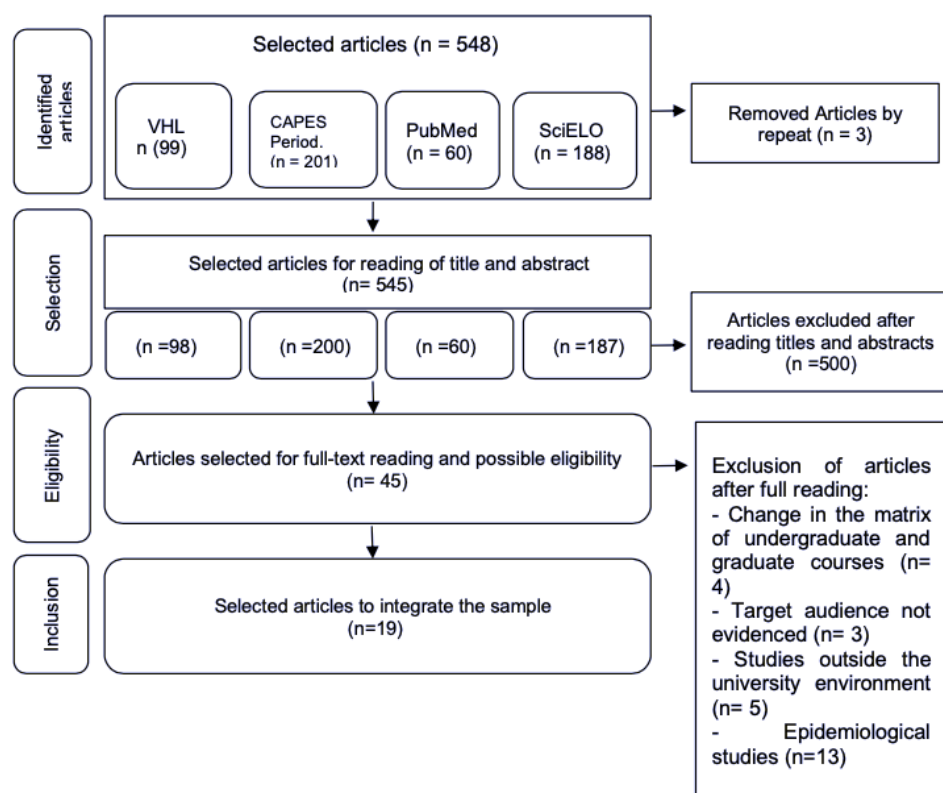 Identified
articles
Selected articles (n = 548)
VHL
n (99)
CAPES
Period.
(n = 201)
PubMed
(n = 60)
SciELO
(n = 188)
Removed Articles by
repeat (n = 3)
Selection
Selected articles for reading of title and abstract
(n= 545)
(n =98)
(n =200)
(n =60)
(n =187)
Articles excluded after
reading titles and abstracts
(n =500)
Eligibility
Articles selected for full-text reading and possible eligibility
(n= 45)
Exclusion of articles
after full reading:
- Change in the matrix
of undergraduate and
graduate courses (n=
4)
- Target audience not
evidenced (n= 3)
- Studies outside the
university environment
(n= 5)
- Epidemiological
studies (n=13)
Inclusion
Selected articles to integrate the sample
(n=19)